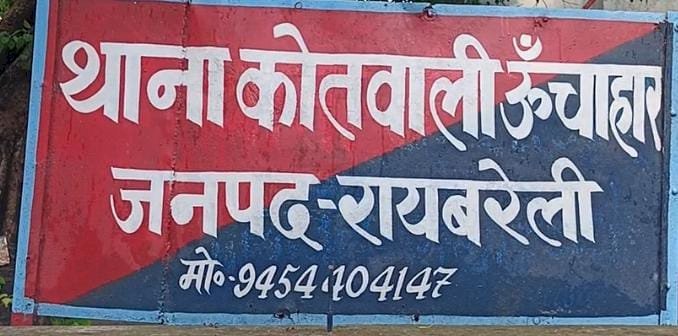 थाना कोतवाली ऊँचाहार
जनपद-रायबरेली
मो०-9454404147